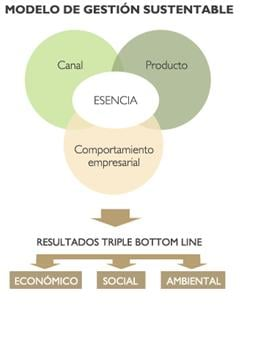 MODELO DE GESTIÓN SUSTENTABLE
Canal
Producto
ESENCIA
Comportamiento
empresarial
RESULTADOS TRIPLE BOTTOM LINE
ECONÓMICO
SOCIAL
AMBIENTAL